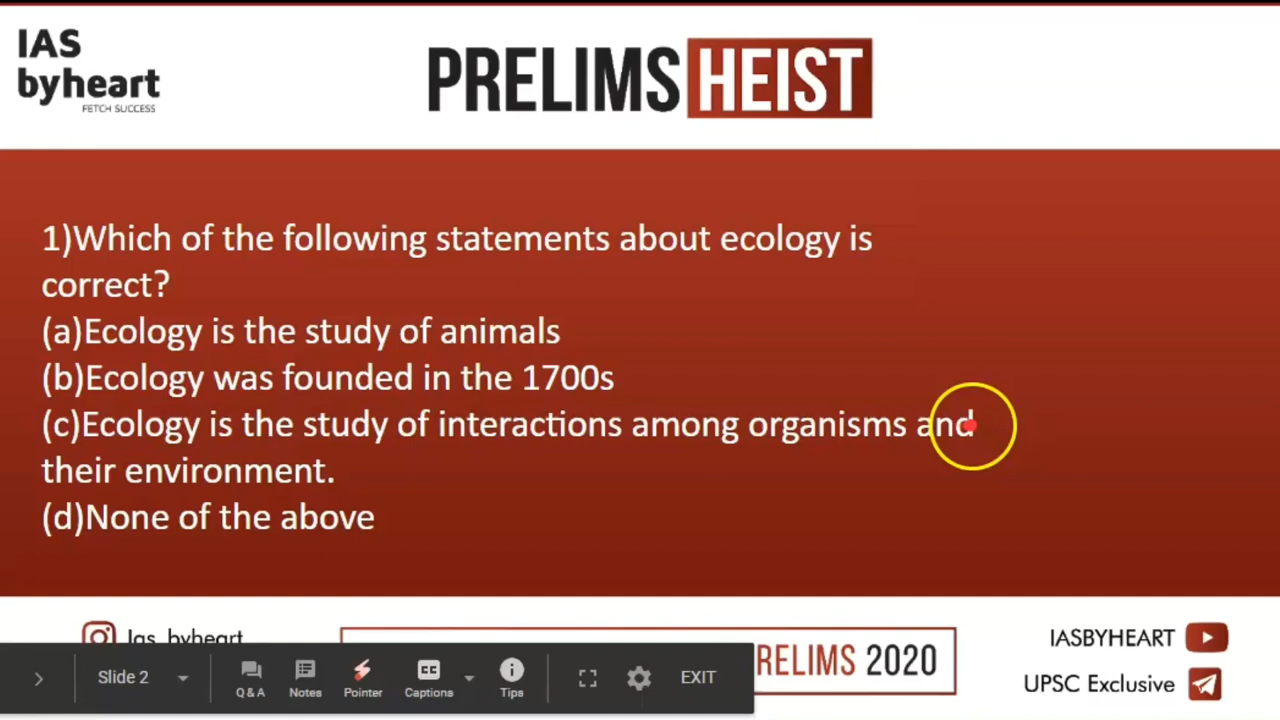 IAS
byheart
FETCH SUCCESS
PRELIMS HEIST
1)Which of the following statements about ecology is
correct?
(a)Ecology is the study of animals
(b)Ecology was founded in the 1700s
(c)Ecology is the study of interactions among organisms and
their environment.
(d)None of the above
Ias_byheart
IASBYHEART
RELIMS 2020
UPSC Exclusive
Slide 2
Q & A
Notes
Pointer
CC
Captions
Tips
EXIT